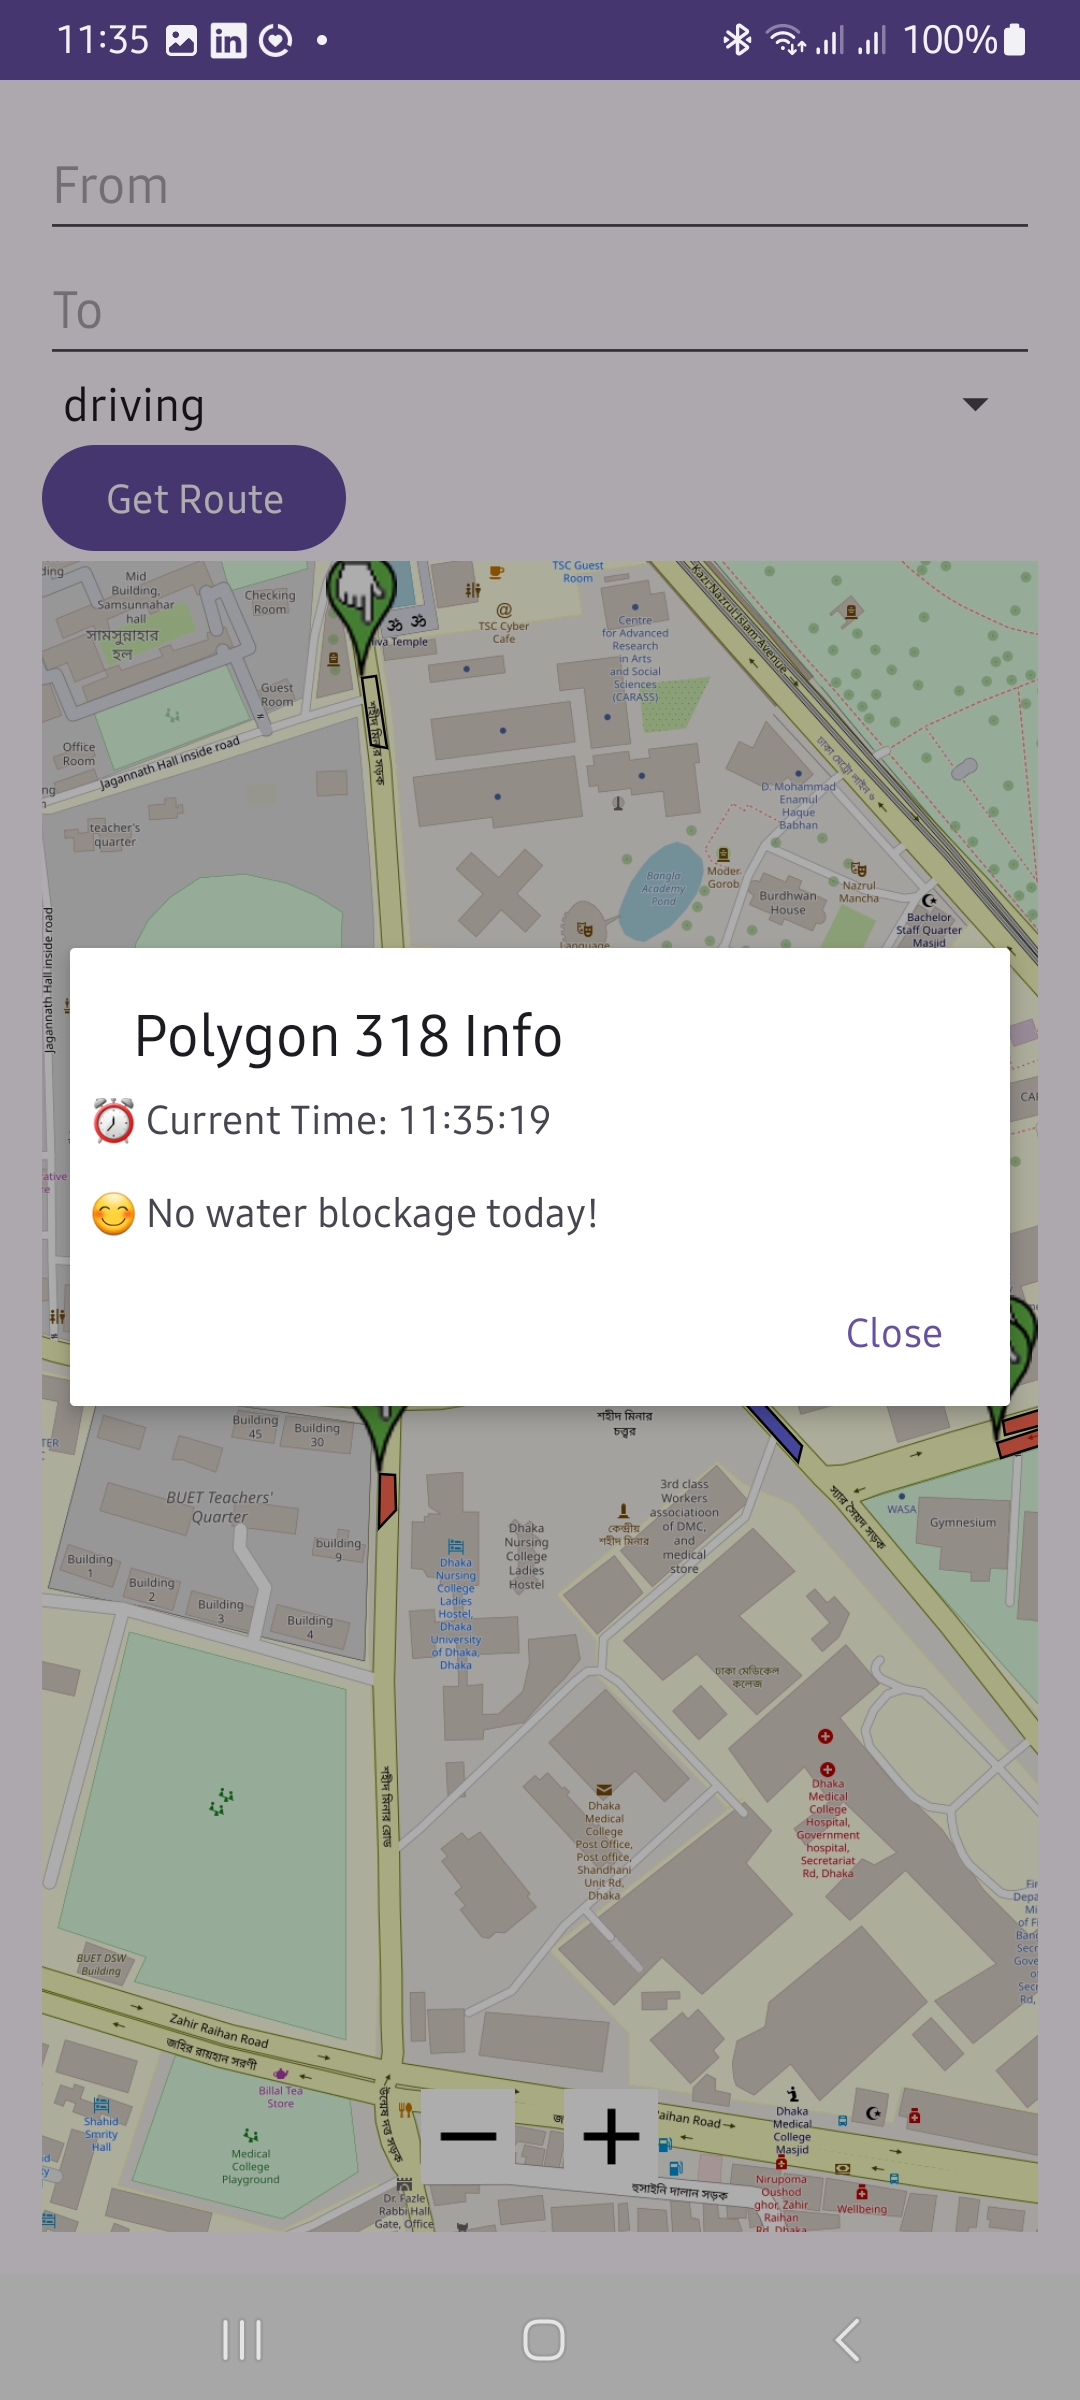 11:35
100%
From
To
driving
Get Route
Mid
Building,
Samsunnahar
hall
সামসুন্নাহার
হল
Checking
Room
Guest
Room
Office
Room
Jagannath Hall inside road
teacher's
quarter
Jagannath Hall inside road
TSC Guest
Room
TSC Cyber
Cafe
Centre
for Advanced
Research
in Arts
and Social
Sciences
(CARASS)
Kazi Nazrul Islam Avenue
D. Mohammad
Enamul
Haque
Babhan
Bangla
Academy
Pond
Moder
Gorob
Burdhwan
House
Nazrul
Mancha
Bachelor
Staff Quarter
Masjid
Language
Polygon 318 Info
⏰ Current Time: 11:35:19
😊 No water blockage today!
Close
Building
45
Building
30
BUET Teachers'
Quarter
building
9
Building
1
Building
2
Building
3
Building
4
শহীদ মিনার
চত্ত্বর
3rd class
Workers
associatioon
of DMC,
and
medical
store
কেন্দ্রীয়
শহীদ মিনার
Dhaka
Nursing
College
Ladies
Hostel
Dhaka
Nursing
College
Ladies
Hostel,
Dhaka
University
of Dhaka,
Dhaka
WASA
Gymnesium
ঢাকা মেডিকেল
কলেজ
শহীদ মিনার রোড
Dhaka
Medical
College
Hospital,
Government
hospital,
Secretariat
Rd, Dhaka
Dhaka
Medical
College
Post Office,
Post office,
Shandhani
Unit Rd,
Dhaka
BUET DSW
Building
Zahir Raihan Road
জহির রায়হান সরণী
Billal Tea
Store
Shahid
Smrity
Hall
Medical
College
Playground
Dr. Fazle
Rabbi Hall
Gate, Office
Raihan Road
হুসাইনি দালান সড়ক
Dhaka
Medical
College
Masjid
Nirupoma
Oushod
ghor, Zahir
Raihan
Rd, Dhaka
Wellbeing